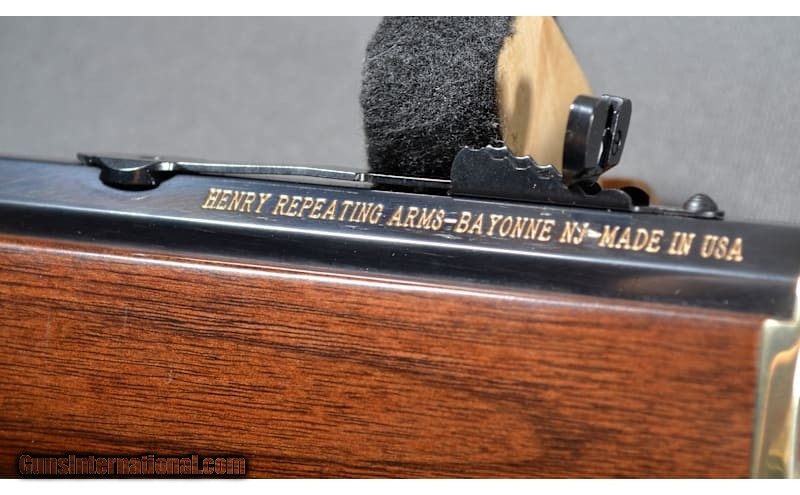 HENRY REPEATING ARMS-BAYONNE NJ-MADE IN USA
GunsInternational.com